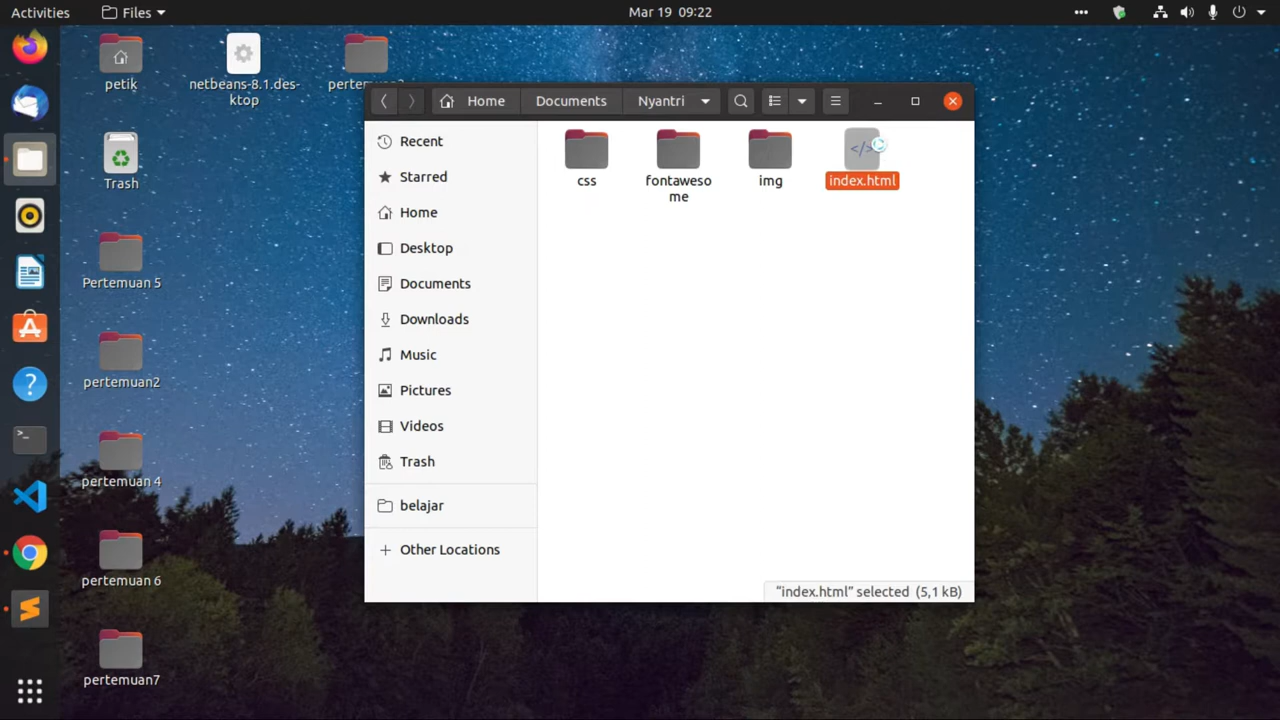 Activities
Files
Mar 19 09:22
petik
netbeans-8.1.des-
ktop
Trash
Pertemuan 5
pertemuan2
pertemuan 4
pertemuan 6
pertemuan7
Home
Documents
Nyantri
Recent
Starred
Home
Desktop
Documents
Downloads
Music
Pictures
Videos
Trash
belajar
Other Locations
css
fontaweso
me
img
index.html
"index.html" selected (5,1 kB)